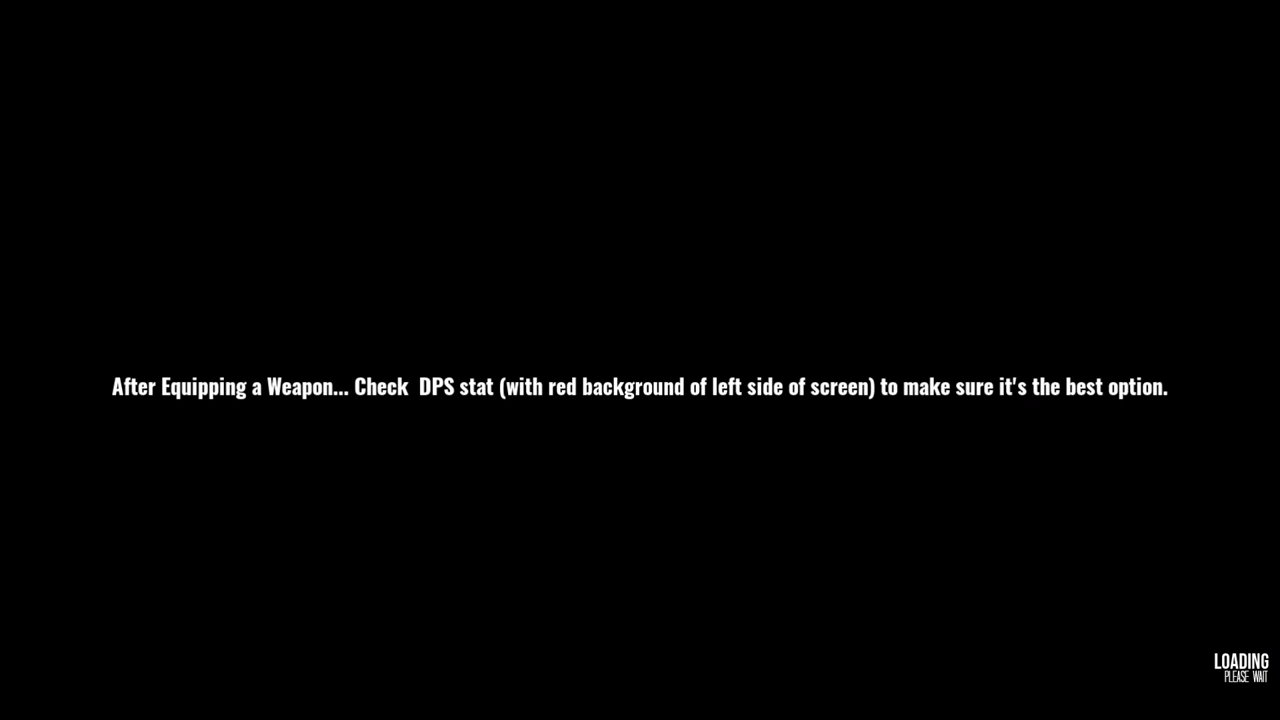 After Equipping a Weapon... Check  DPS stat (with red background of left side of screen) to make sure it's the best option.
LOADING
PLEASE WAIT